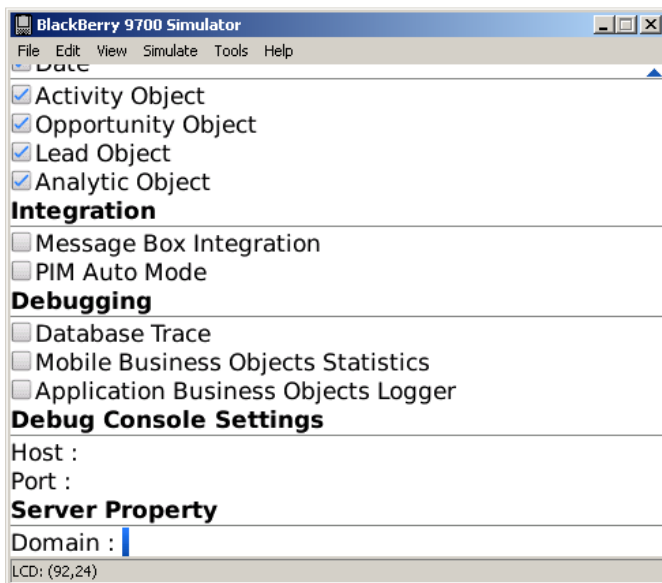 BlackBerry 9700 Simulator
File Edit View Simulate Tools Help
Date
Activity Object
Opportunity Object
Lead Object
Analytic Object
Integration
Message Box Integration
PIM Auto Mode
Debugging
Database Trace
Mobile Business Objects Statistics
Application Business Objects Logger
Debug Console Settings
Host :
Port :
Server Property
Domain :
LCD: (92,24)